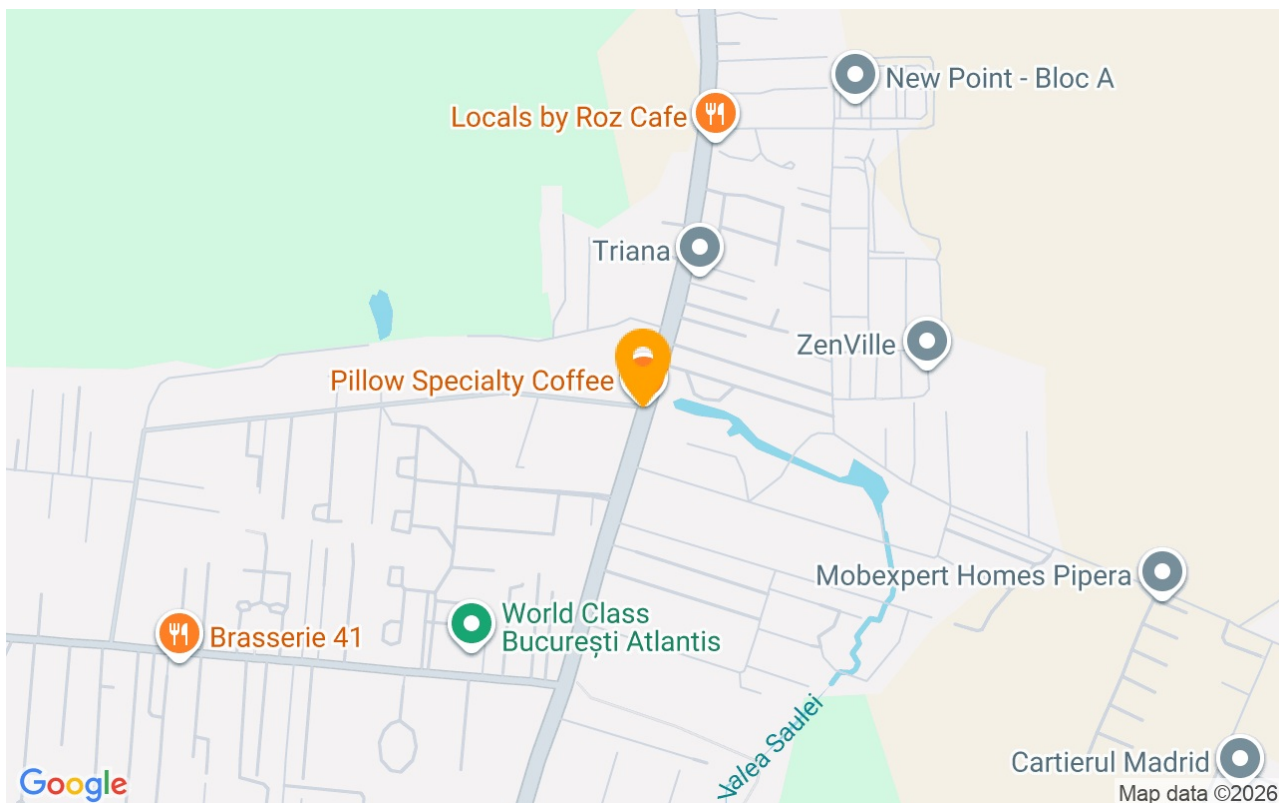 New Point - Bloc A
Locals by Roz Cafe
Triana
ZenVille
Pillow Specialty Coffee
Mobexpert Homes Pipera
World Class
București Atlantis
Brasserie 41
Valea Saulei
Cartierul Madrid
Google
Map data ©2026